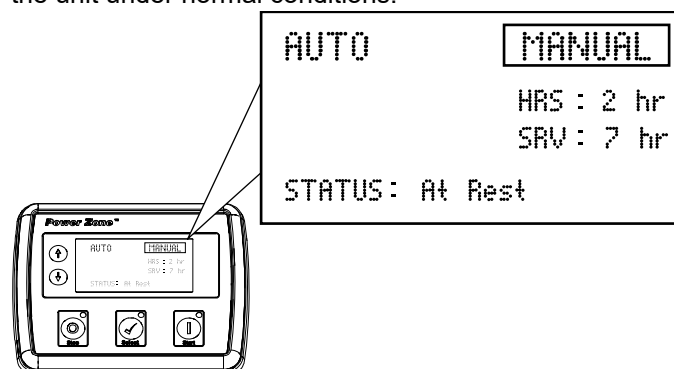 the unit under normal conditions.
AUTO MANUAL
HRS: 2 hr
SRV: 7 hr
STATUS: At Rest
Power Zone™
AUTO MANUAL
HRS: 2 hr
SRV: 7 hr
STATUS: At Rest
Stop Select Start